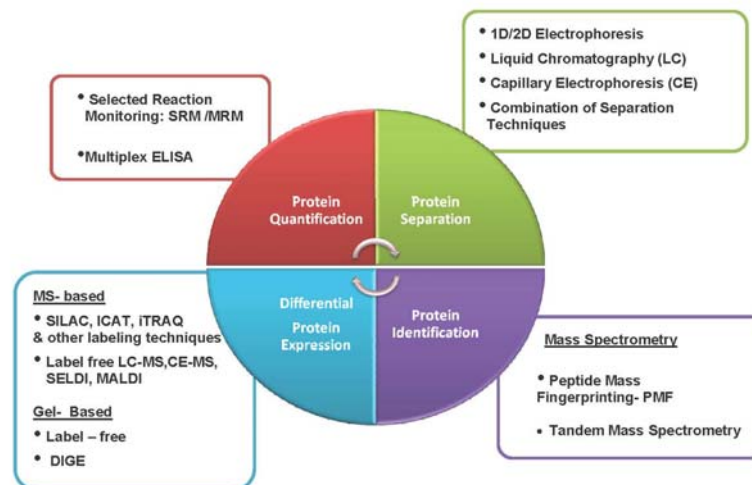 • 1D/2D Electrophoresis
• Liquid Chromatography (LC)
• Capillary Electrophoresis (CE)
• Combination of Separation
Techniques
• Selected Reaction
Monitoring: SRM /MRM
•Multiplex ELISA
Protein
Quantification
Protein
Separation
Differential
Protein
Expression
Protein
Identification
MS- based
• SILAC, ICAT, iTRAQ
& other labeling techniques
• Label free LC-MS,CE-MS,
SELDI, MALDI
Gel- Based
• Label – free
• DIGE
Mass Spectrometry
• Peptide Mass
Fingerprinting- PMF
• Tandem Mass Spectrometry